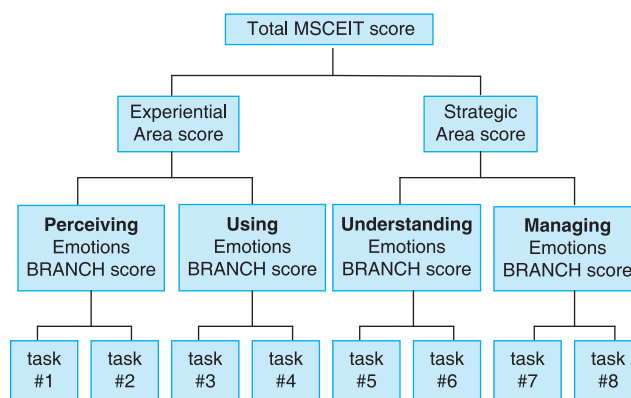 Total MSCEIT score
Experiential
Area score
Strategic
Area score
Perceiving
Emotions
BRANCH score
Using
Emotions
BRANCH score
Understanding
Emotions
BRANCH score
Managing
Emotions
BRANCH score
task
#1
task
#2
task
#3
task
#4
task
#5
task
#6
task
#7
task
#8